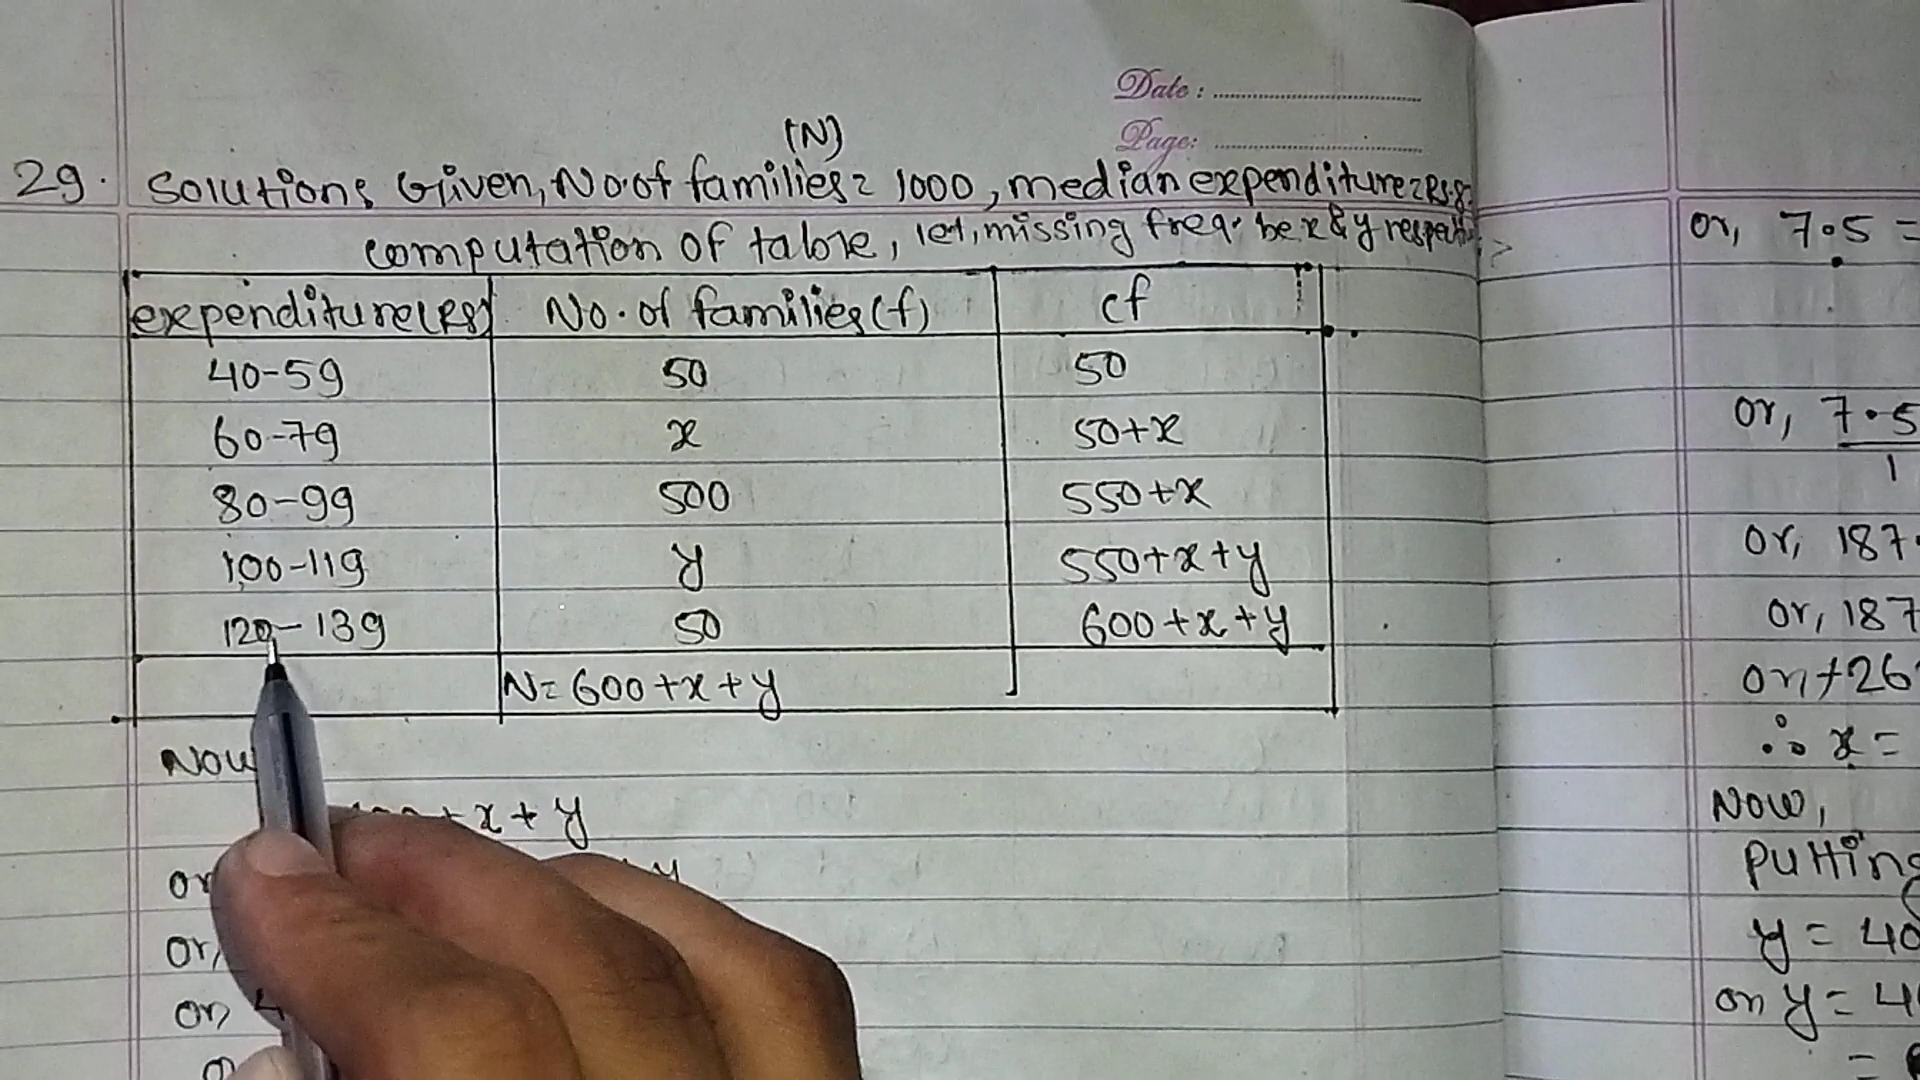 Date :
Page:
(N)
29. Solutions Given, No. of families = 1000, median expenditure = Rs.
computation of table, let, missing freq. be x & y
expenditure(RS) No. of families (f) cf
40-59 50 50
60-79 x 50+x
80-99 500 550+x
100-119 y 550+x+y
120-139 50 600+x+y
N= 600+x+y
Now
+ x + y
or
or,
or,
or, 7.5 =
or, 7.5
1
or, 187.
or, 187
or, +26
∴ x =
Now,
Putting
y = 40
or, y = 4
=